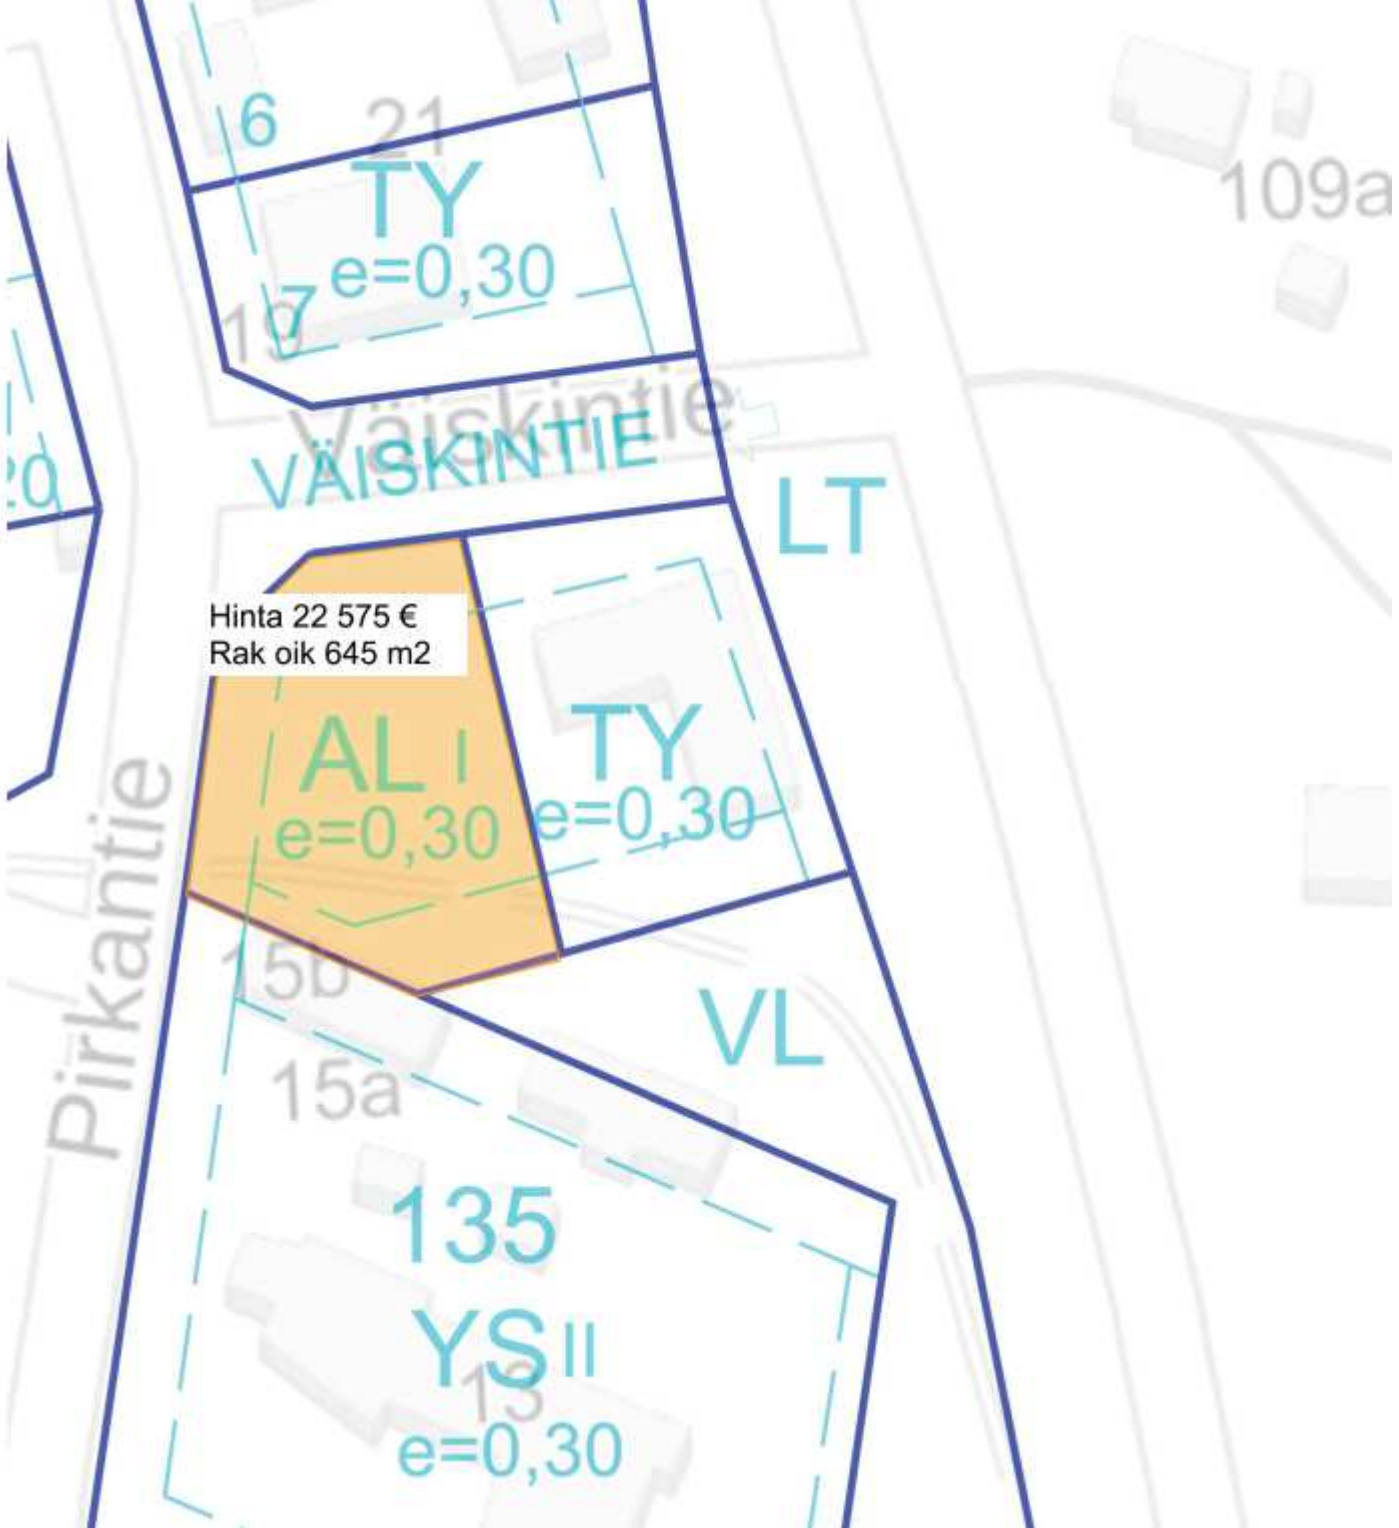 6
21
TY
109a
e=0,30
7
19
Väiskintie
VÄISKINTIE
20
LT
Hinta 22 575 €
Rak oik 645 m2
AL I
TY
e=0,30
e=0,30
Pirkantie
15b
VL
15a
135
YS II
13
e=0,30